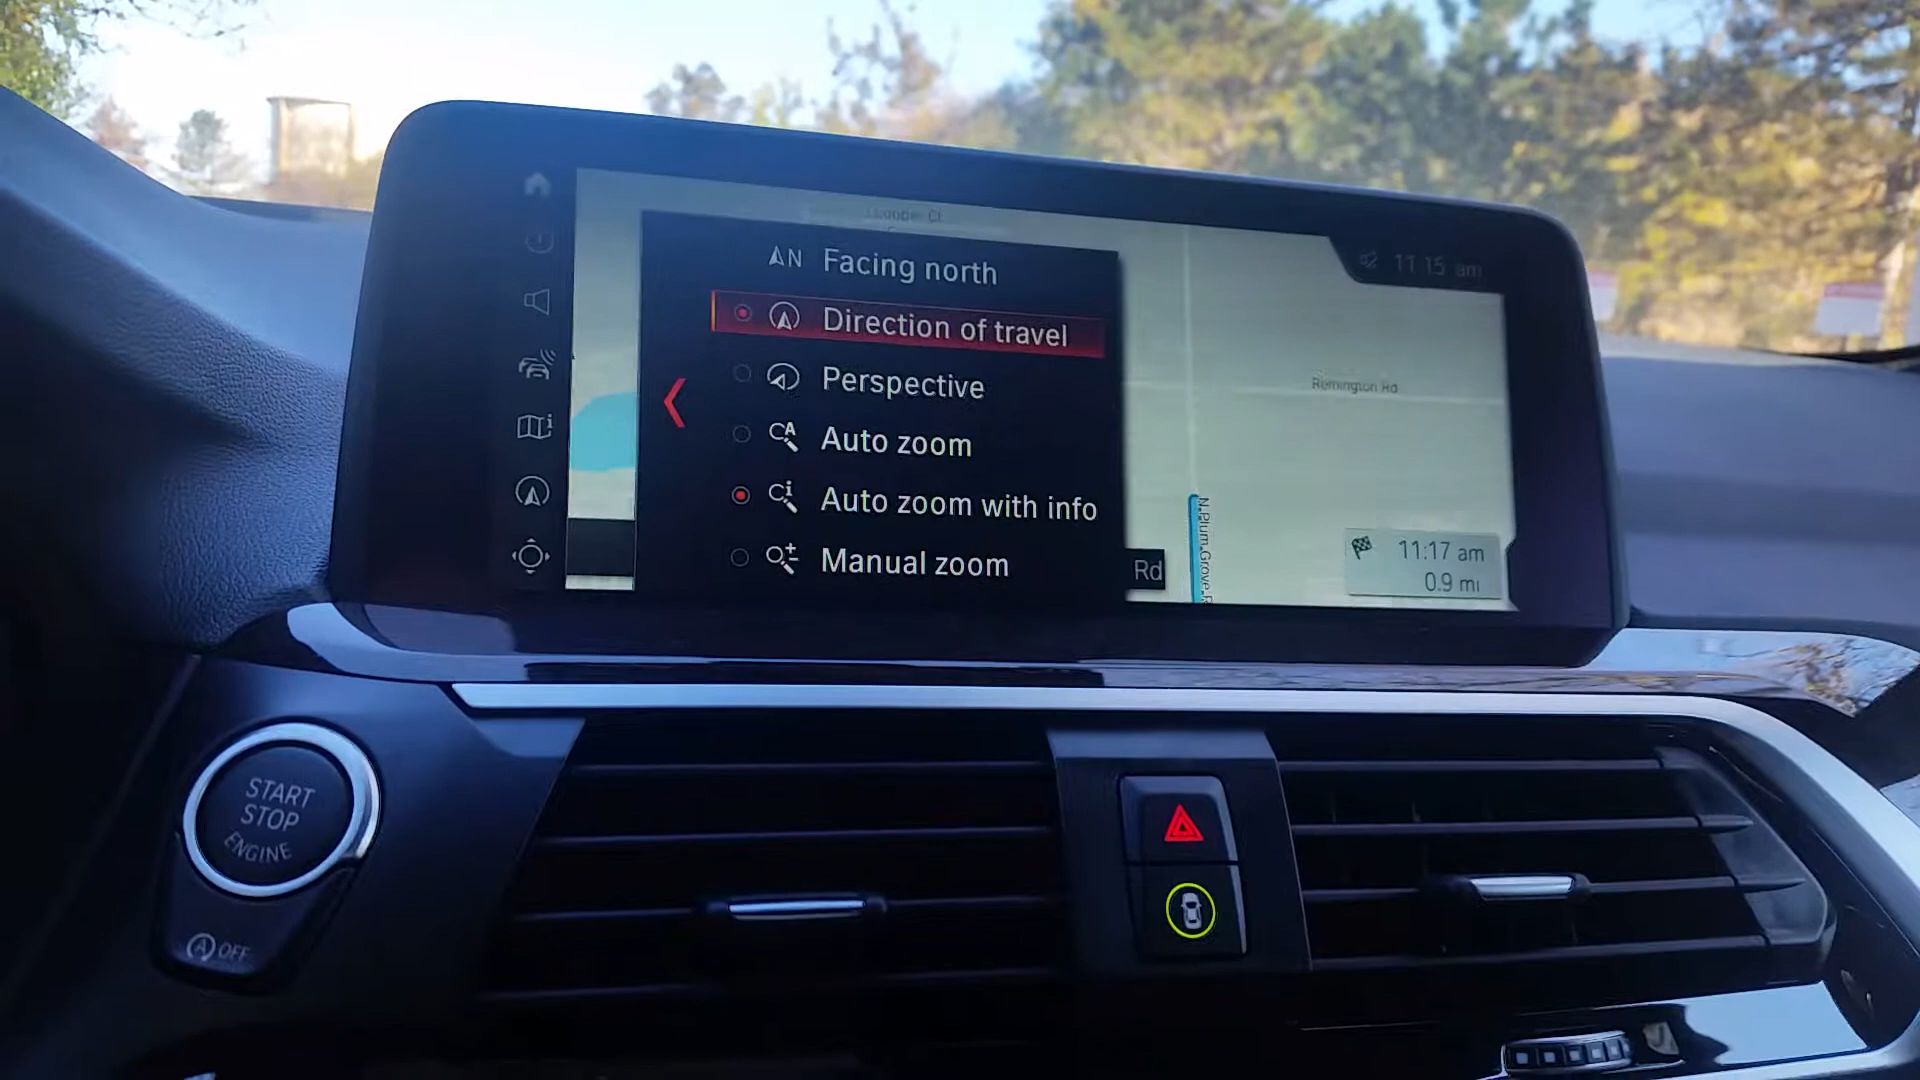 N Facing north
11 15 am
Direction of travel
Remington Rd
Perspective
Auto zoom
Auto zoom with info
Manual zoom
Rd
N Plum Grove R
11:17 am
0.9 mi
START
STOP
ENGINE
A OFF